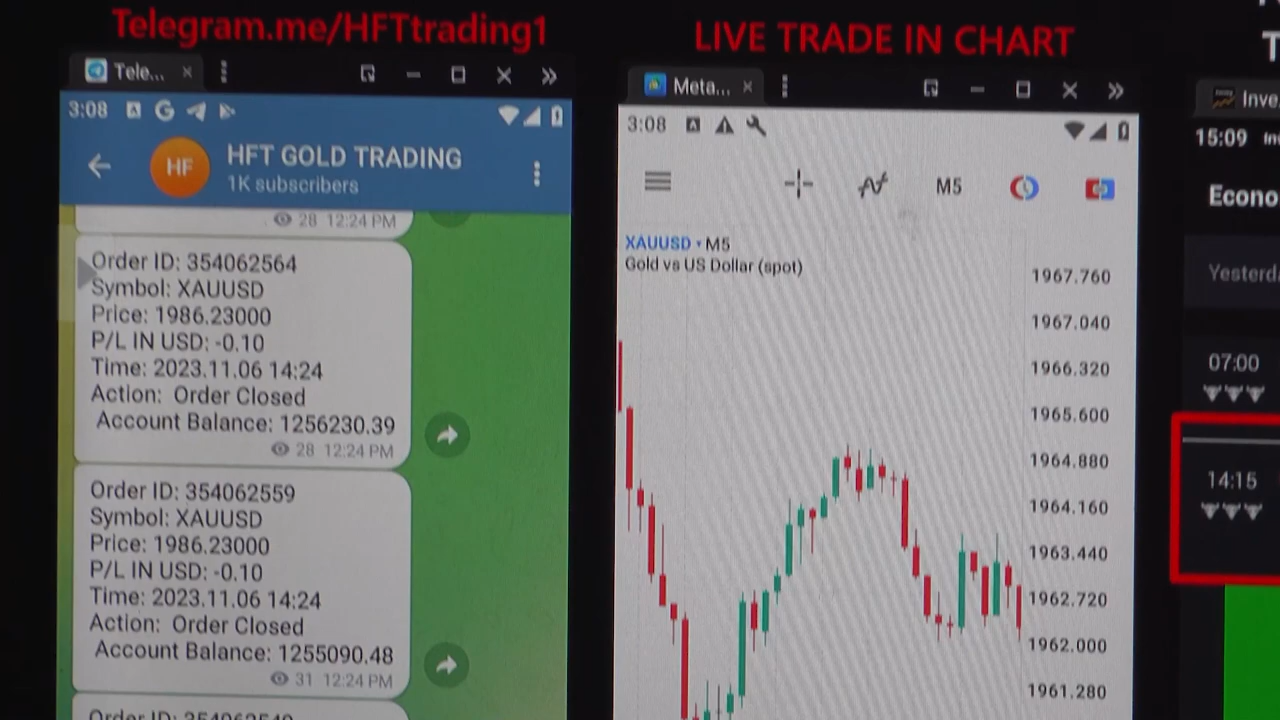 Telegram.me/HFTtrading1
Tele...
3:08
HF
HFT GOLD TRADING
1K subscribers
28 12:24 PM
Order ID: 354062564
Symbol: XAUUSD
Price: 1986.23000
P/L IN USD: -0.10
Time: 2023.11.06 14:24
Action: Order Closed
Account Balance: 1256230.39
28 12:24 PM
Order ID: 354062559
Symbol: XAUUSD
Price: 1986.23000
P/L IN USD: -0.10
Time: 2023.11.06 14:24
Action: Order Closed
Account Balance: 1255090.48
31 12:24 PM
Order ID:
LIVE TRADE IN CHART
Meta...
3:08
M5
XAUUSD M5
Gold vs US Dollar (spot)
1967.760
1967.040
1966.320
1965.600
1964.880
1964.160
1963.440
1962.720
1962.000
1961.280
T
Inve
15:09
Econo
Yesterd
07:00
14:15